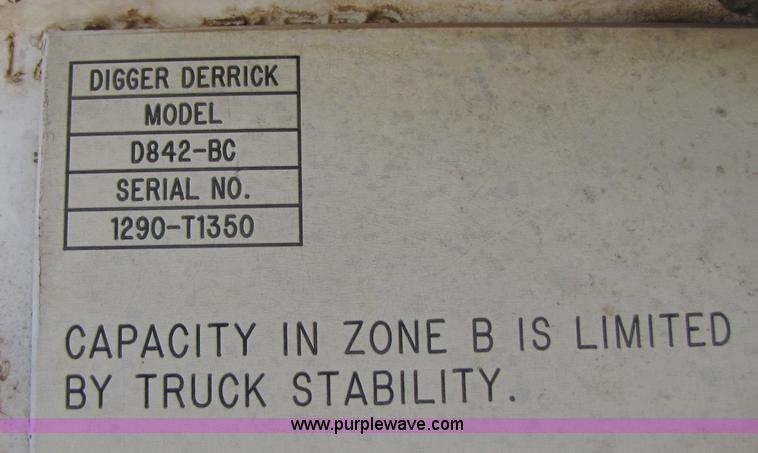 DIGGER DERRICK
MODEL
D842-BC
SERIAL NO.
1290-T1350
CAPACITY IN ZONE B IS LIMITED
BY TRUCK STABILITY.
www.purplewave.com